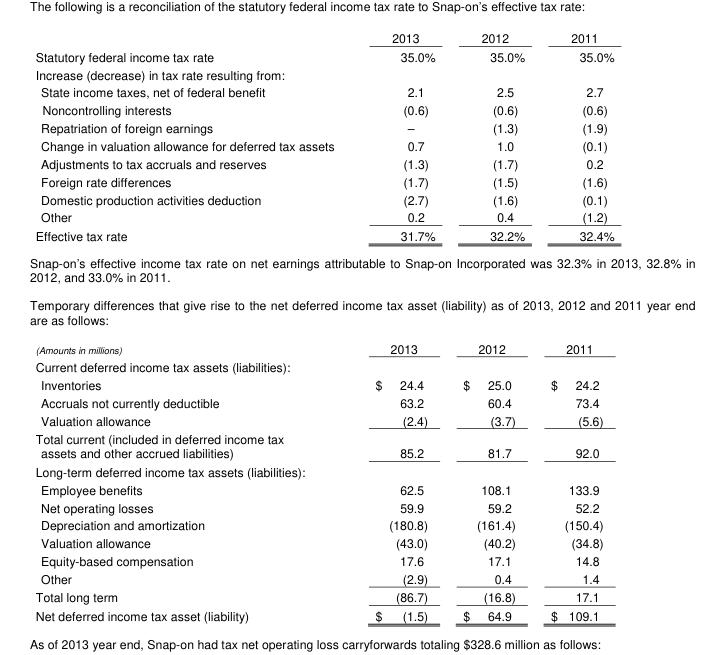 The following is a reconciliation of the statutory federal income tax rate to Snap-on's effective tax rate:
2013 2012 2011
Statutory federal income tax rate 35.0% 35.0% 35.0%
Increase (decrease) in tax rate resulting from:
State income taxes, net of federal benefit 2.1 2.5 2.7
Noncontrolling interests (0.6) (0.6) (0.6)
Repatriation of foreign earnings – (1.3) (1.9)
Change in valuation allowance for deferred tax assets 0.7 1.0 (0.1)
Adjustments to tax accruals and reserves (1.3) (1.7) 0.2
Foreign rate differences (1.7) (1.5) (1.6)
Domestic production activities deduction (2.7) (1.6) (0.1)
Other 0.2 0.4 (1.2)
Effective tax rate 31.7% 32.2% 32.4%
Snap-on's effective income tax rate on net earnings attributable to Snap-on Incorporated was 32.3% in 2013, 32.8% in
2012, and 33.0% in 2011.
Temporary differences that give rise to the net deferred income tax asset (liability) as of 2013, 2012 and 2011 year end
are as follows:
(Amounts in millions) 2013 2012 2011
Current deferred income tax assets (liabilities):
Inventories $ 24.4 $ 25.0 $ 24.2
Accruals not currently deductible 63.2 60.4 73.4
Valuation allowance (2.4) (3.7) (5.6)
Total current (included in deferred income tax
assets and other accrued liabilities) 85.2 81.7 92.0
Long-term deferred income tax assets (liabilities):
Employee benefits 62.5 108.1 133.9
Net operating losses 59.9 59.2 52.2
Depreciation and amortization (180.8) (161.4) (150.4)
Valuation allowance (43.0) (40.2) (34.8)
Equity-based compensation 17.6 17.1 14.8
Other (2.9) 0.4 1.4
Total long term (86.7) (16.8) 17.1
Net deferred income tax asset (liability) $ (1.5) $ 64.9 $ 109.1
As of 2013 year end, Snap-on had tax net operating loss carryforwards totaling $328.6 million as follows: